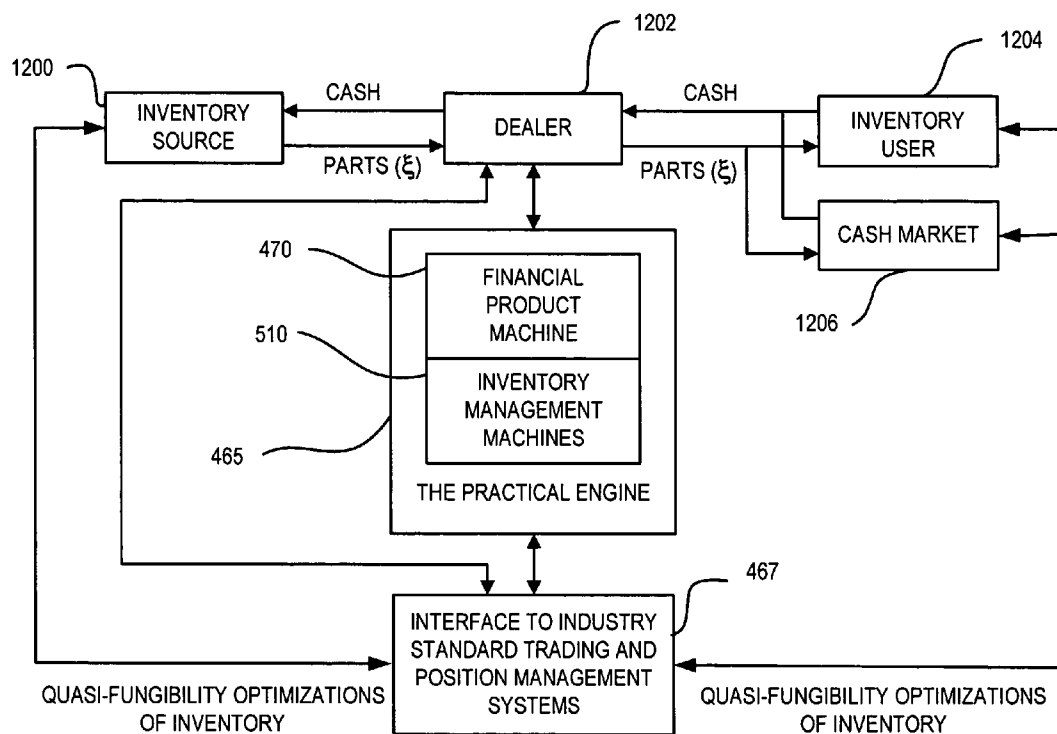 1202
1204
1200
CASH
CASH
INVENTORY
SOURCE
DEALER
INVENTORY
USER
PARTS (ξ)
PARTS (ξ)
CASH MARKET
470
FINANCIAL
PRODUCT
MACHINE
1206
510
INVENTORY
MANAGEMENT
MACHINES
465
THE PRACTICAL ENGINE
467
INTERFACE TO INDUSTRY
STANDARD TRADING AND
POSITION MANAGEMENT
SYSTEMS
QUASI-FUNGIBILITY OPTIMIZATIONS
OF INVENTORY
QUASI-FUNGIBILITY OPTIMIZATIONS
OF INVENTORY